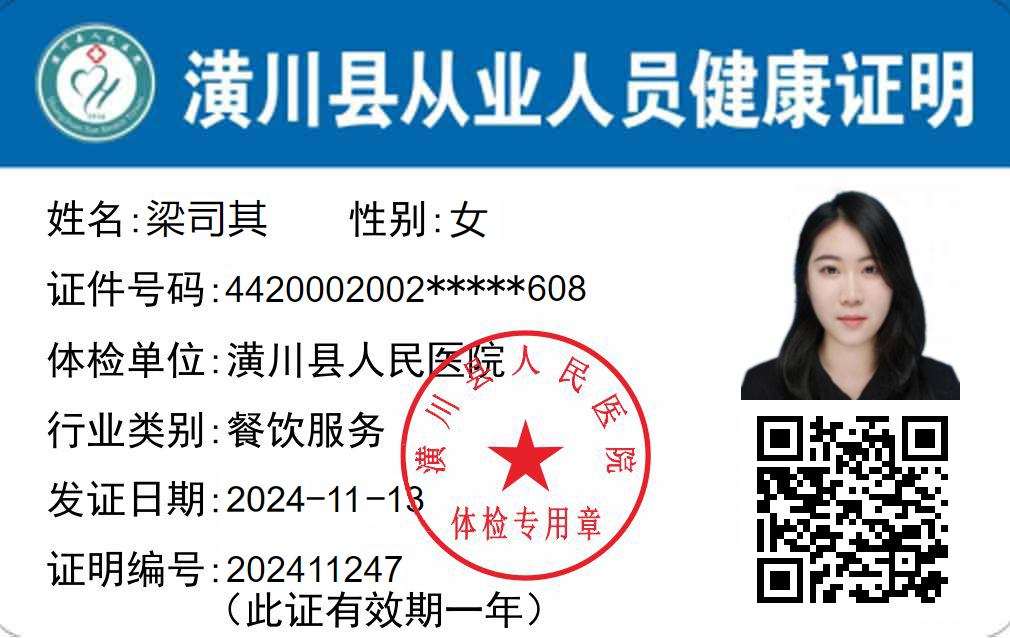 潢川县从业人员健康证明
姓名:梁司其 性别:女
证件号码:4420002002*****608
体检单位:潢川县人民医院
行业类别:餐饮服务
发证日期:2024-11-13
证明编号:202411247
(此证有效期一年)
潢川县人民医院
体检专用章